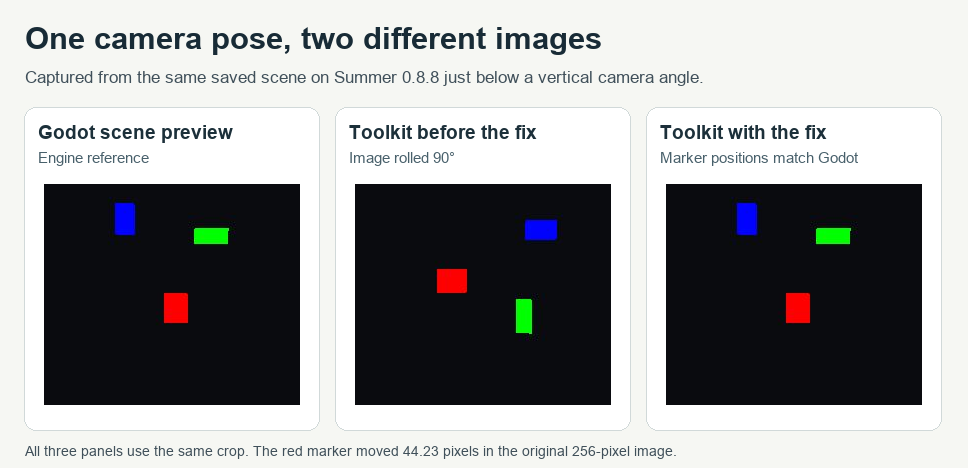 One camera pose, two different images
Captured from the same saved scene on Summer 0.8.8 just below a vertical camera angle.
Godot scene preview
Engine reference
Toolkit before the fix
Image rolled 90°
Toolkit with the fix
Marker positions match Godot
All three panels use the same crop. The red marker moved 44.23 pixels in the original 256-pixel image.